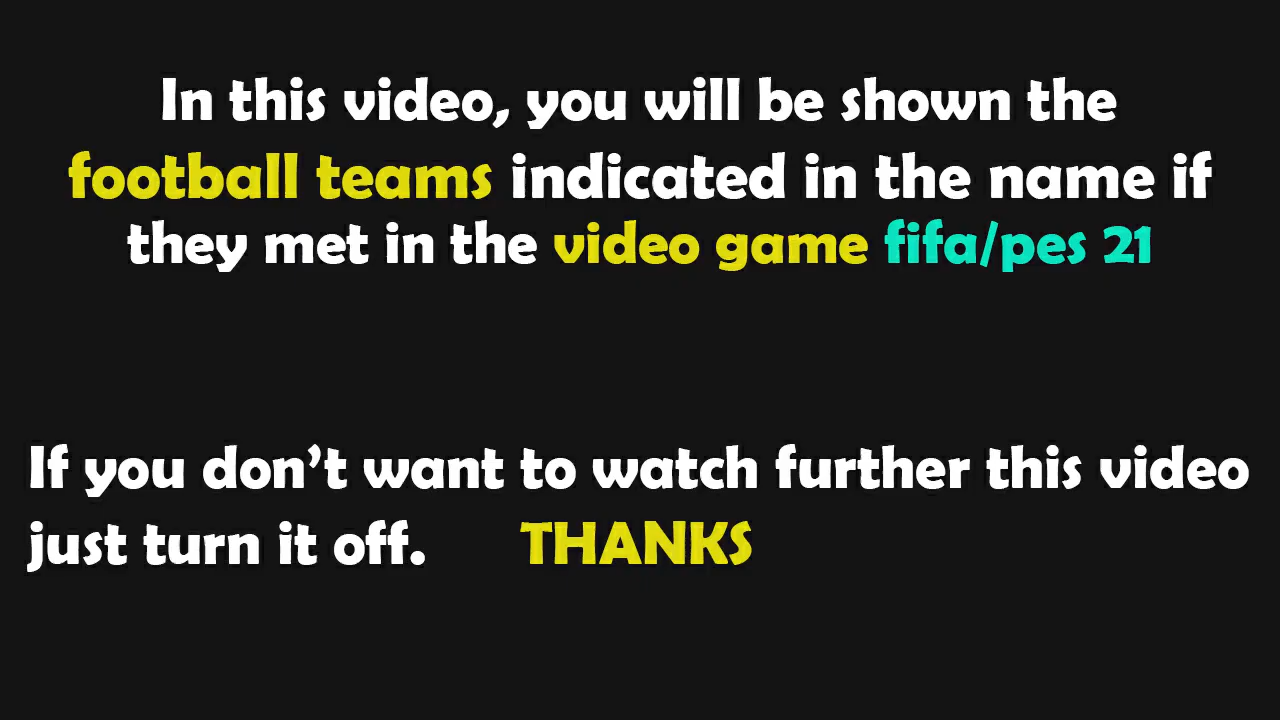 In this video, you will be shown the
football teams indicated in the name if
they met in the video game fifa/pes 21
If you don’t want to watch further this video
just turn it off. THANKS